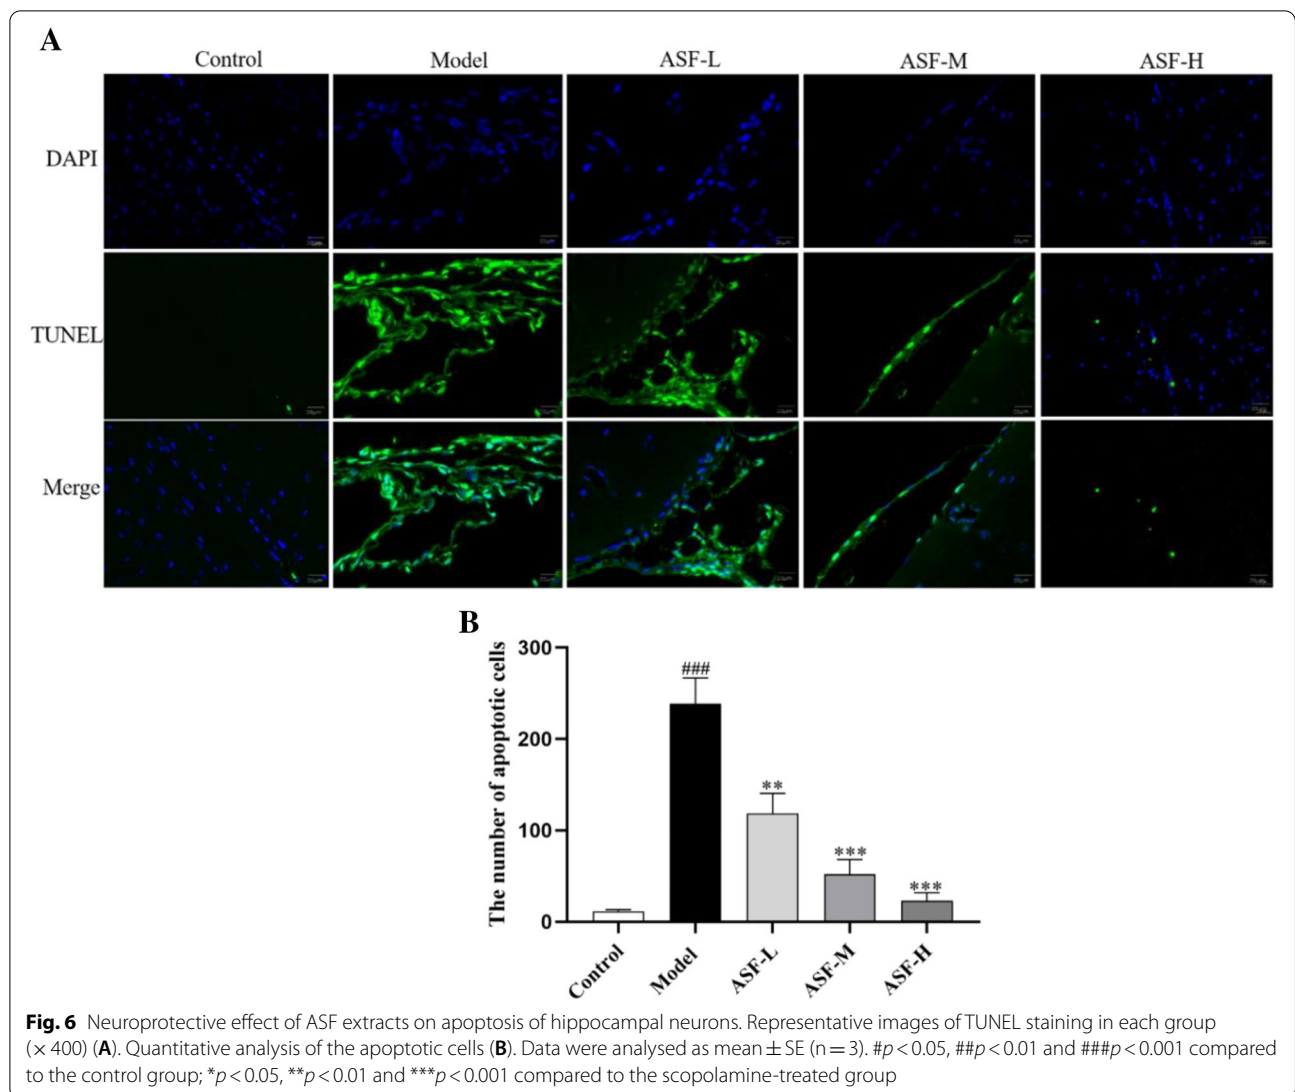 A
Control Model ASF-L ASF-M ASF-H
DAPI
TUNEL
Merge
B
The number of apoptotic cells
300
200
100
0
###
**
***
***
Control Model ASF-L ASF-M ASF-H
Fig. 6 Neuroprotective effect of ASF extracts on apoptosis of hippocampal neurons. Representative images of TUNEL staining in each group
(× 400) (A). Quantitative analysis of the apoptotic cells (B). Data were analysed as mean ± SE (n = 3). #p < 0.05, ##p < 0.01 and ###p < 0.001 compared
to the control group; *p < 0.05, **p < 0.01 and ***p < 0.001 compared to the scopolamine-treated group